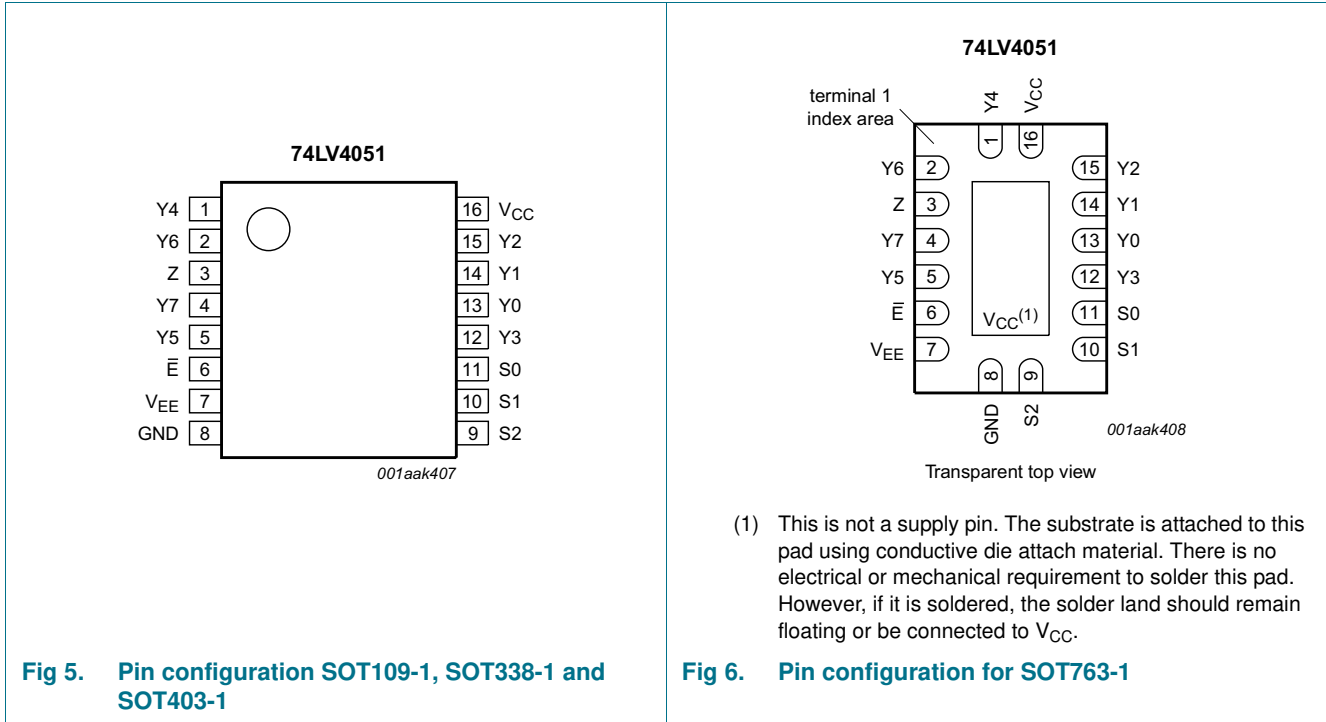 74LV4051
Y4 1
Y6 2
Z 3
Y7 4
Y5 5
E̅ 6
VEE 7
GND 8
16 VCC
15 Y2
14 Y1
13 Y0
12 Y3
11 S0
10 S1
9 S2
001aak407
Fig 5. Pin configuration SOT109-1, SOT338-1 and
SOT403-1
74LV4051
terminal 1
index area
Y4
VCC
1
16
Y6 2
Z 3
Y7 4
Y5 5
E̅ 6
VEE 7
15 Y2
14 Y1
13 Y0
12 Y3
11 S0
10 S1
VCC(1)
8
9
GND
S2
001aak408
Transparent top view
(1) This is not a supply pin. The substrate is attached to this
pad using conductive die attach material. There is no
electrical or mechanical requirement to solder this pad.
However, if it is soldered, the solder land should remain
floating or be connected to VCC.
Fig 6. Pin configuration for SOT763-1